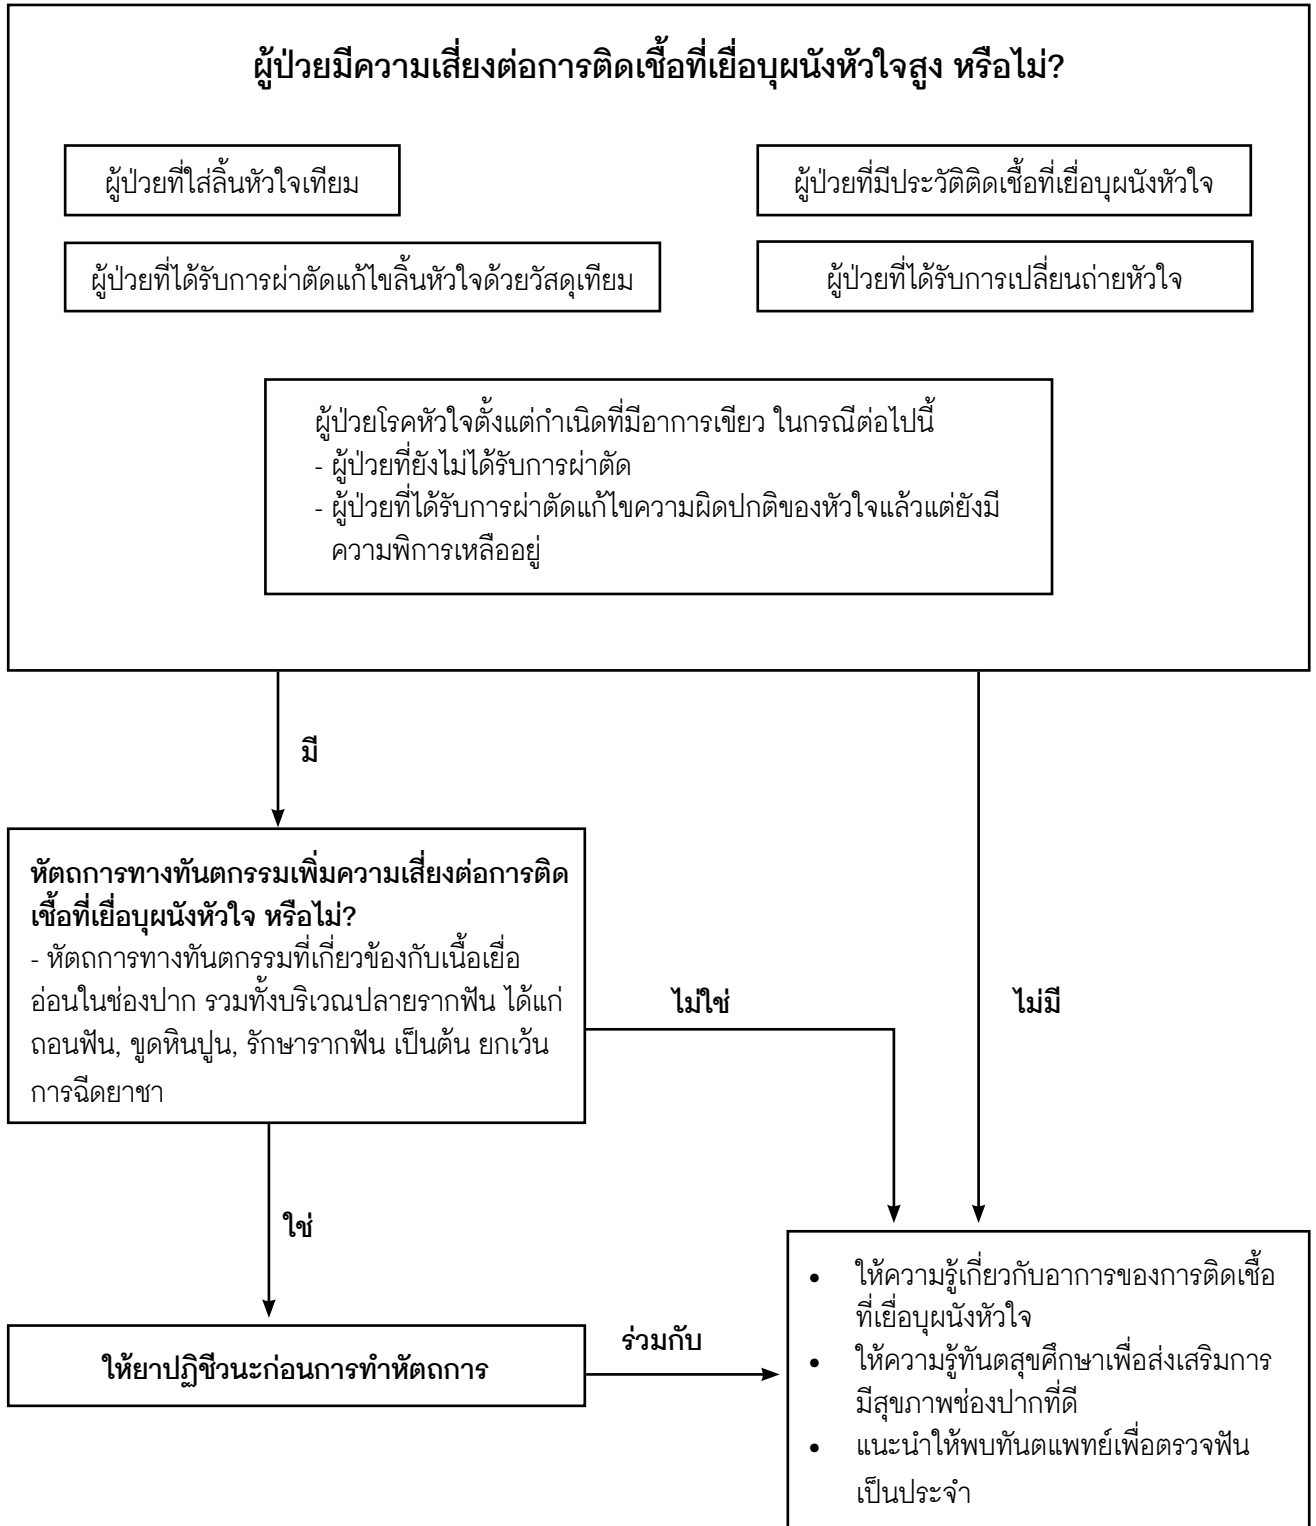 ผู้ป่วยมีความเสี่ยงต่อการติดเชื้อที่เยื่อบุผนังหัวใจสูง หรือไม่?
ผู้ป่วยที่ใส่ลิ้นหัวใจเทียม
ผู้ป่วยที่มีประวัติติดเชื้อที่เยื่อบุผนังหัวใจ
ผู้ป่วยที่ได้รับการผ่าตัดแก้ไขลิ้นหัวใจด้วยวัสดุเทียม
ผู้ป่วยที่ได้รับการเปลี่ยนถ่ายหัวใจ
ผู้ป่วยโรคหัวใจตั้งแต่กำเนิดที่มีอาการเขียว ในกรณีต่อไปนี้
- ผู้ป่วยที่ยังไม่ได้รับการผ่าตัด
- ผู้ป่วยที่ได้รับการผ่าตัดแก้ไขความผิดปกติของหัวใจแล้วแต่ยังมี
ความพิการเหลืออยู่
มี
หัตถการทางทันตกรรมเพิ่มความเสี่ยงต่อการติด
เชื้อที่เยื่อบุผนังหัวใจ หรือไม่?
- หัตถการทางทันตกรรมที่เกี่ยวข้องกับเนื้อเยื่อ
อ่อนในช่องปาก รวมทั้งบริเวณปลายรากฟัน ได้แก่
ถอนฟัน, ขูดหินปูน, รักษารากฟัน เป็นต้น ยกเว้น
การฉีดยาชา
ไม่ใช่
ไม่มี
ใช่
ให้ยาปฏิชีวนะก่อนการทำหัตถการ
ร่วมกับ
• ให้ความรู้เกี่ยวกับอาการของการติดเชื้อ
ที่เยื่อบุผนังหัวใจ
• ให้ความรู้ทันตสุขศึกษาเพื่อส่งเสริมการ
มีสุขภาพช่องปากที่ดี
• แนะนำให้พบทันตแพทย์เพื่อตรวจฟัน
เป็นประจำ